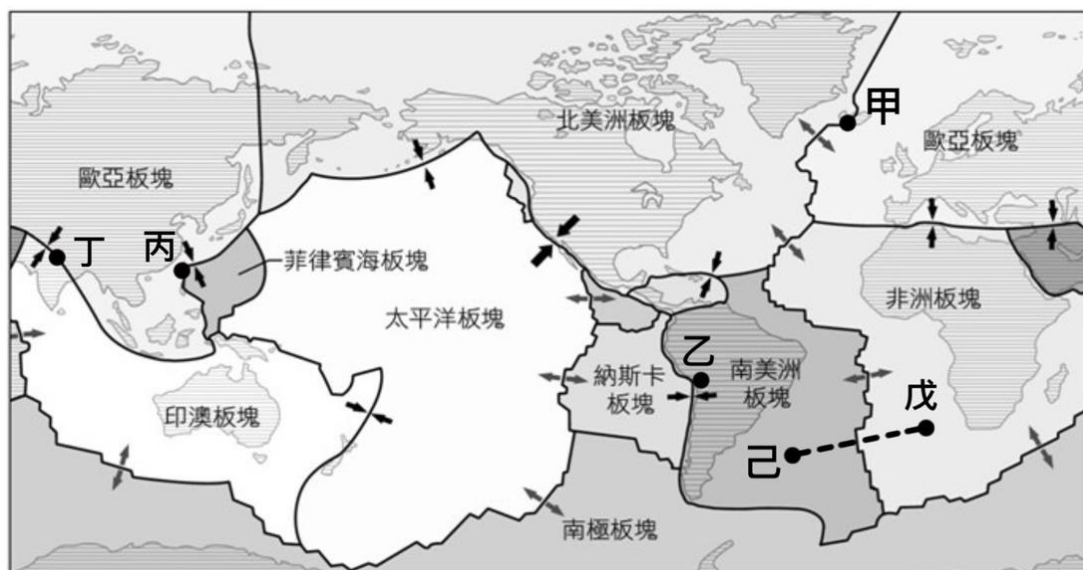 甲
北美洲板塊
歐亞板塊
歐亞板塊
丁
丙
菲律賓海板塊
太平洋板塊
非洲板塊
乙
納斯卡
板塊
南美洲
板塊
印澳板塊
戊
己
南極板塊